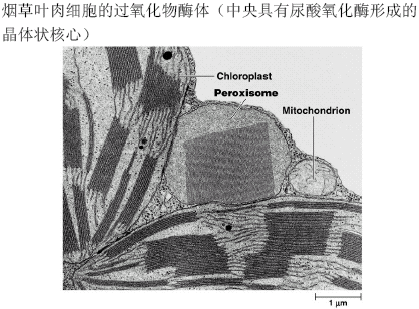 烟草叶肉细胞的过氧化物酶体（中央具有尿酸氧化酶形成的
晶体状核心）
Chloroplast
Peroxisome
Mitochondrion
1 μm